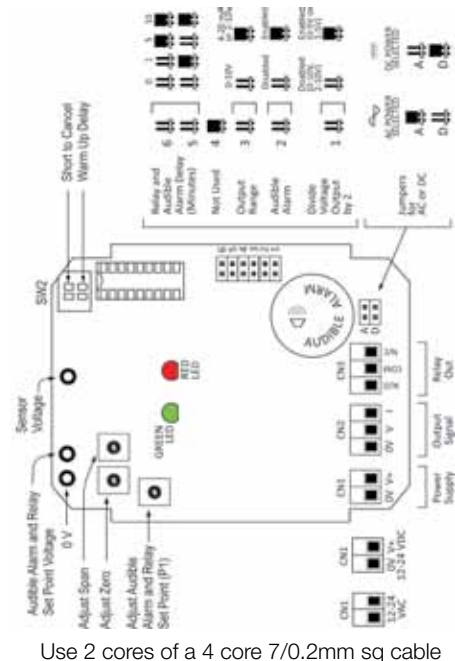 Short to Cancel
Warm Up Delay
SW2
Sensor
Voltage
Audible Alarm and Relay
Set Point Voltage
0 V
Adjust Span
Adjust Zero
Adjust Audible
Alarm and Relay
Set Point (P1)
GREEN
LED
RED
LED
AUDIBLE ALARM
A
D
Relay and
Audible
Alarm Delay
(Minutes)
6
5
0 1 5 10
Not Used
4
Output
Range
3
0-10V
Audible
Alarm
2
Disabled
Enabled
Divide
Voltage
Output
by 2
1
Disabled
Enabled
Jumpers
for
AC or DC
AC POWER
SELECTED
A
D
DC POWER
SELECTED
A
D
CN1
0V V+
Power
Supply
CN2
0V V I
Output
Signal
CN3
N/O COM N/C
Relay
Out
CN1
12-24
VAC
CN1
0V V+
12-24 VDC
Use 2 cores of a 4 core 7/0.2mm sq cable